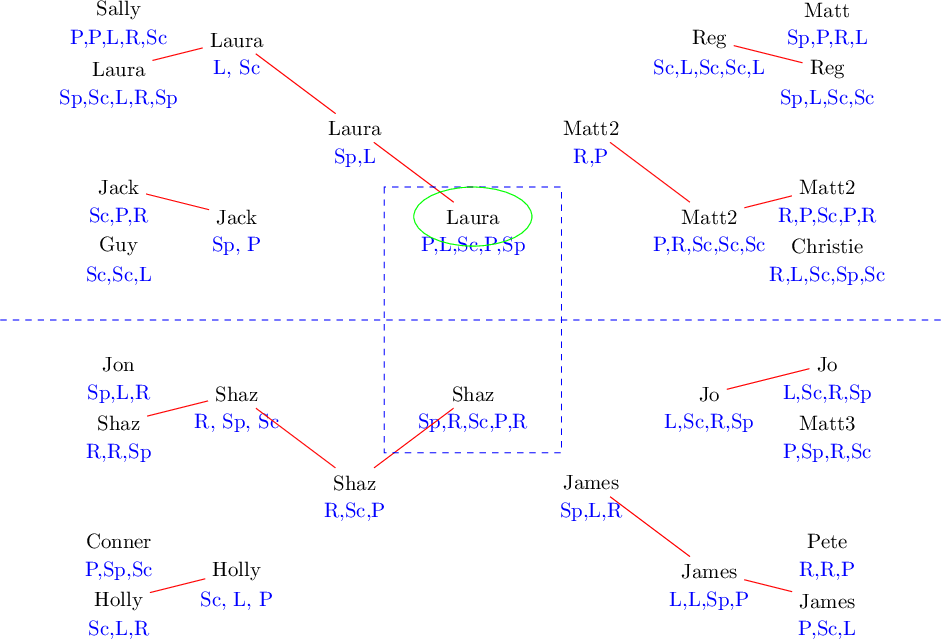 Sally
P,P,L,R,Sc
Laura
Sp,Sc,L,R,Sp
Laura
L, Sc
Laura
Sp,L
Jack
Sc,P,R
Guy
Sc,Sc,L
Jack
Sp, P
Laura
P,L,Sc,P,Sp
Matt
Sp,P,R,L
Reg
Sc,L,Sc,Sc,L
Reg
Sp,L,Sc,Sc
Matt2
R,P
Matt2
P,R,Sc,Sc,Sc
Matt2
R,P,Sc,P,R
Christie
R,L,Sc,Sp,Sc
Jon
Sp,L,R
Shaz
R,R,Sp
Shaz
R, Sp, Sc
Shaz
R,Sc,P
Shaz
Sp,R,Sc,P,R
Conner
P,Sp,Sc
Holly
Sc,L,R
Holly
Sc, L, P
Jo
L,Sc,R,Sp
Jo
L,Sc,R,Sp
Matt3
P,Sp,R,Sc
James
Sp,L,R
James
L,L,Sp,P
Pete
R,R,P
James
P,Sc,L